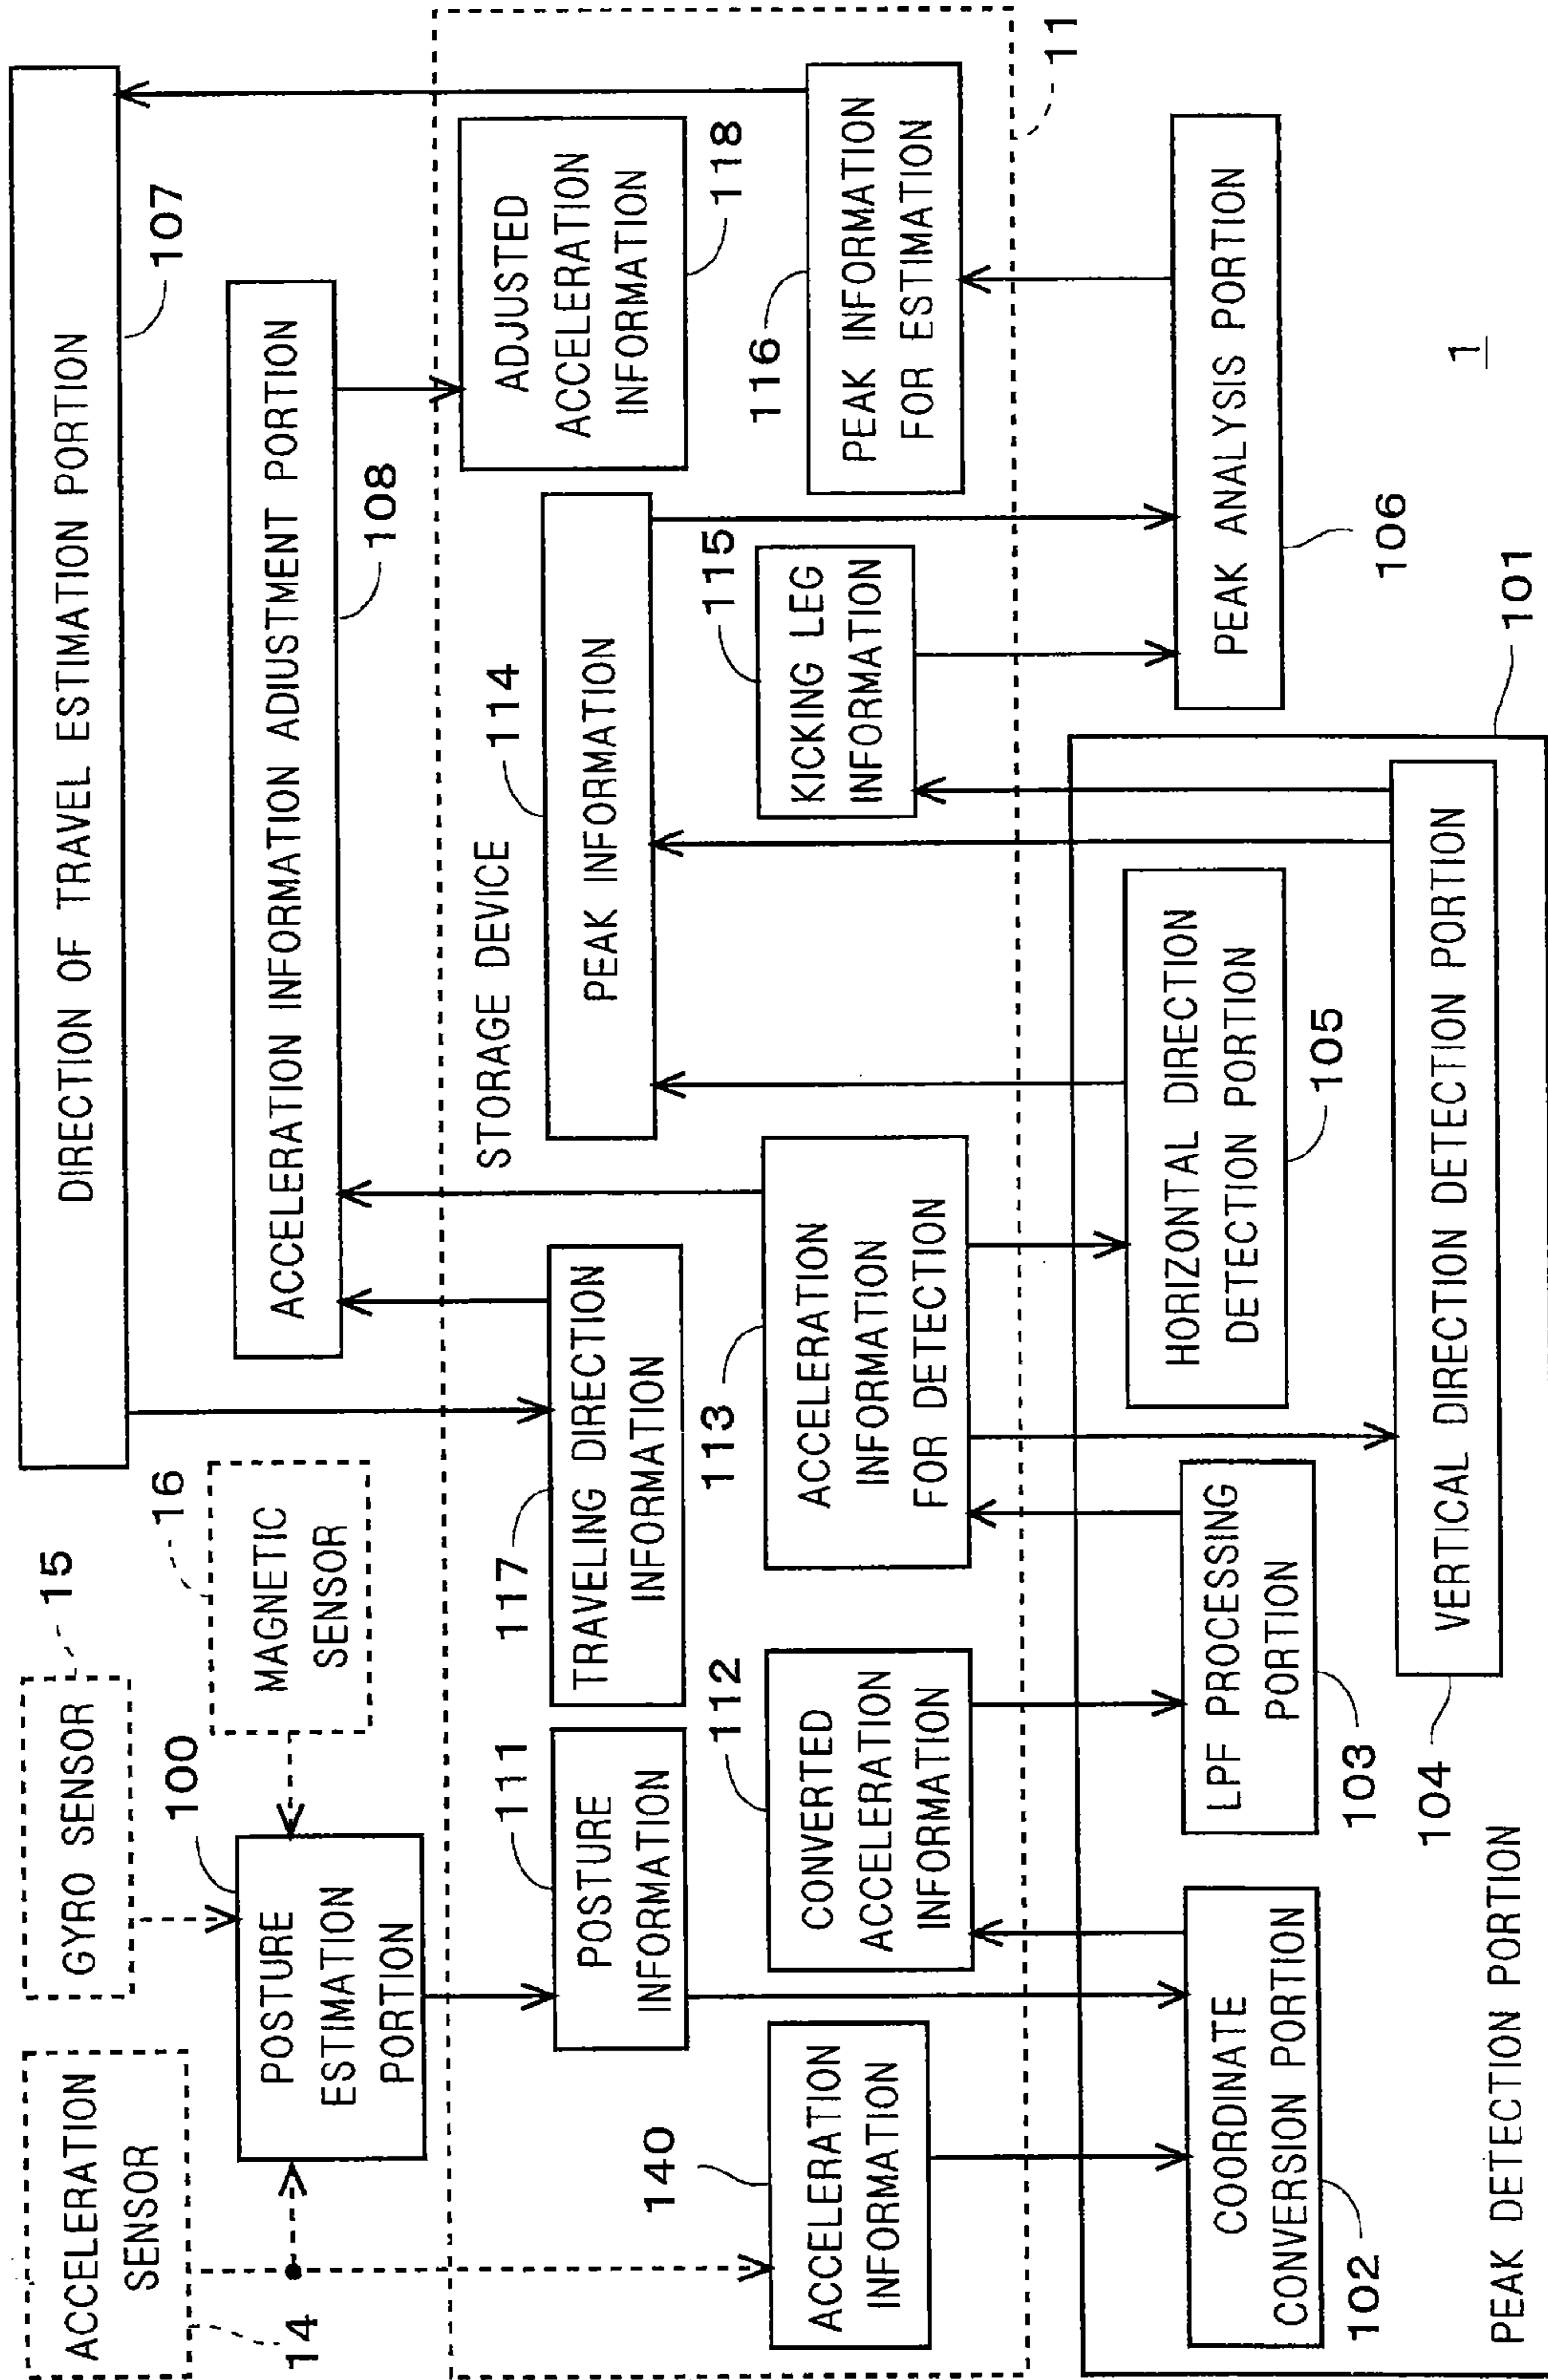 ACCELERATION
SENSOR
14
GYRO SENSOR
15
MAGNETIC
SENSOR
16
POSTURE
ESTIMATION
PORTION
100
DIRECTION OF TRAVEL ESTIMATION PORTION
107
ACCELERATION INFORMATION ADJUSTMENT PORTION
108
STORAGE DEVICE
POSTURE
INFORMATION
111
TRAVELING DIRECTION
INFORMATION
117
PEAK INFORMATION
114
ADJUSTED
ACCELERATION
INFORMATION
118
140
ACCELERATION
INFORMATION
112
CONVERTED
ACCELERATION
INFORMATION
113
ACCELERATION
INFORMATION
FOR DETECTION
115
KICKING LEG
INFORMATION
116
PEAK INFORMATION
FOR ESTIMATION
11
COORDINATE
CONVERSION PORTION
102
LPF PROCESSING
PORTION
103
HORIZONTAL DIRECTION
DETECTION PORTION
105
VERTICAL DIRECTION DETECTION PORTION
104
PEAK ANALYSIS PORTION
106
101
PEAK DETECTION PORTION
1